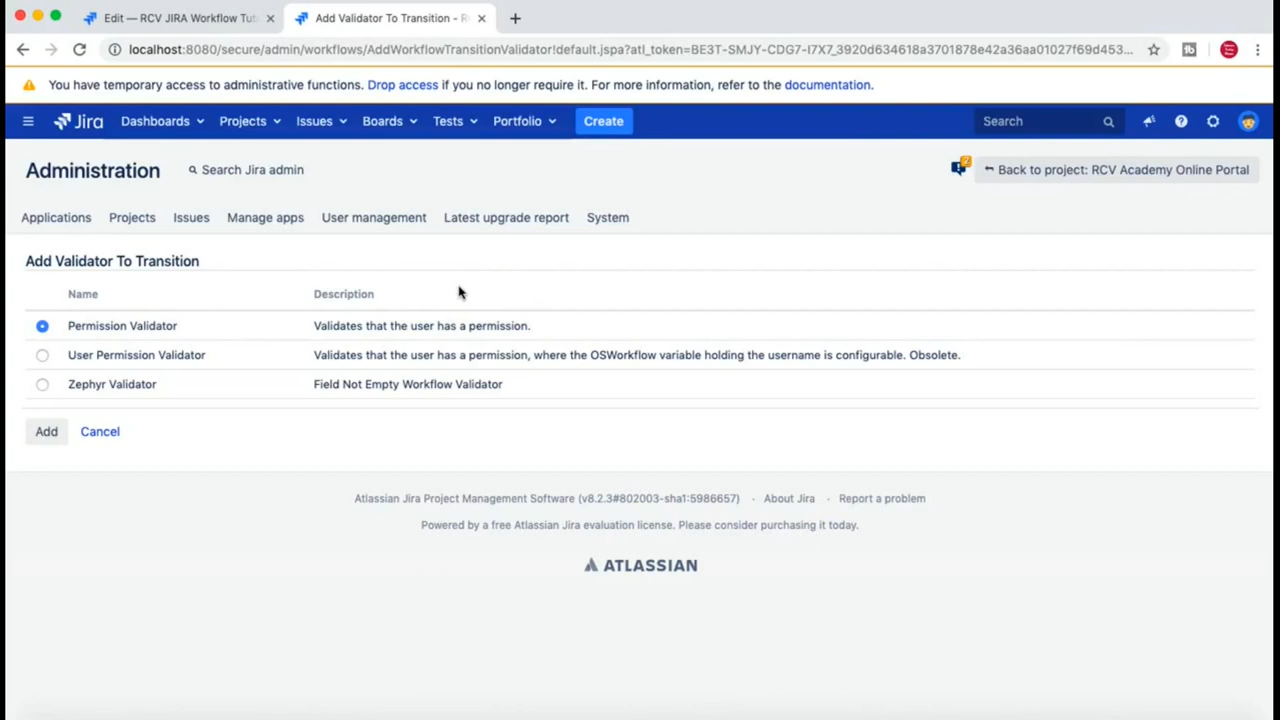 Edit — RCV JIRA Workflow Tut
Add Validator To Transition - R
localhost:8080/secure/admin/workflows/AddWorkflowTransitionValidator!default.jspa?atl_token=BE3T-SMJY-CDG7-I7X7_3920d634618a3701878e42a36aa01027f69d453...
You have temporary access to administrative functions. Drop access if you no longer require it. For more information, refer to the documentation.
Jira Dashboards Projects Issues Boards Tests Portfolio Create Search
Administration Search Jira admin 2 Back to project: RCV Academy Online Portal
Applications Projects Issues Manage apps User management Latest upgrade report System
Add Validator To Transition
Name Description
Permission Validator Validates that the user has a permission.
User Permission Validator Validates that the user has a permission, where the OSWorkflow variable holding the username is configurable. Obsolete.
Zephyr Validator Field Not Empty Workflow Validator
Add Cancel
Atlassian Jira Project Management Software (v8.2.3#802003-sha1:5986657) · About Jira · Report a problem
Powered by a free Atlassian Jira evaluation license. Please consider purchasing it today.
ATLASSIAN